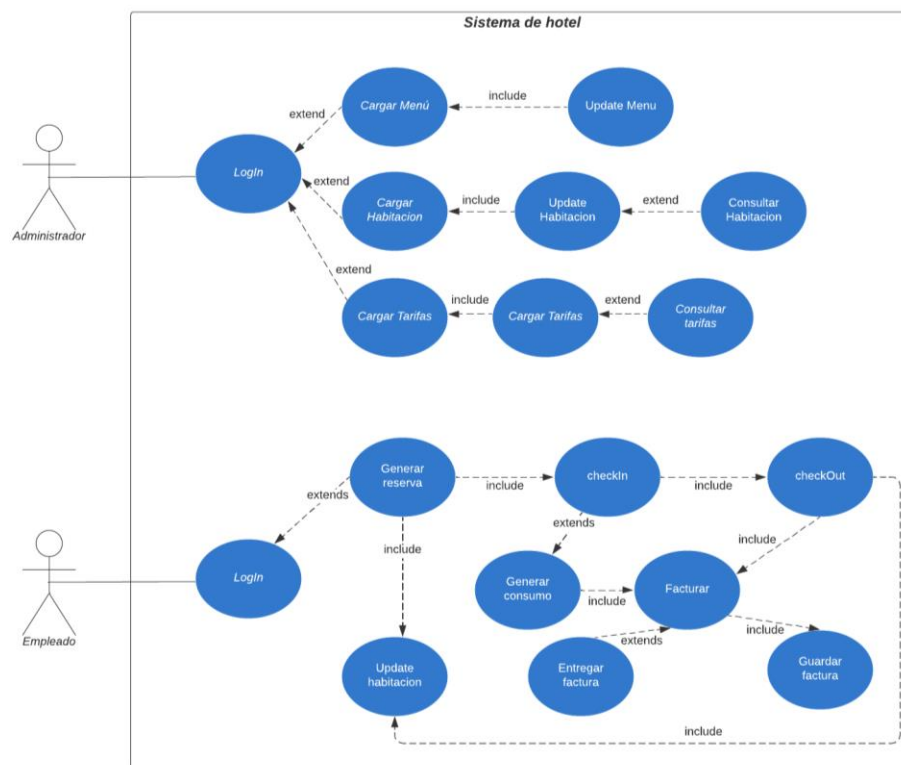 Sistema de hotel
Cargar Menú
include
Update Menu
extend
LogIn
extend
Cargar
Habitacion
include
Update
Habitacion
extend
Consultar
Habitacion
Administrador
extend
Cargar Tarifas
include
Cargar Tarifas
extend
Consultar
tarifas
Generar
reserva
include
checkIn
include
checkOut
extends
extends
include
include
LogIn
Generar
consumo
include
Facturar
extends
include
Empleado
Update
habitacion
Entregar
factura
Guardar
factura
include